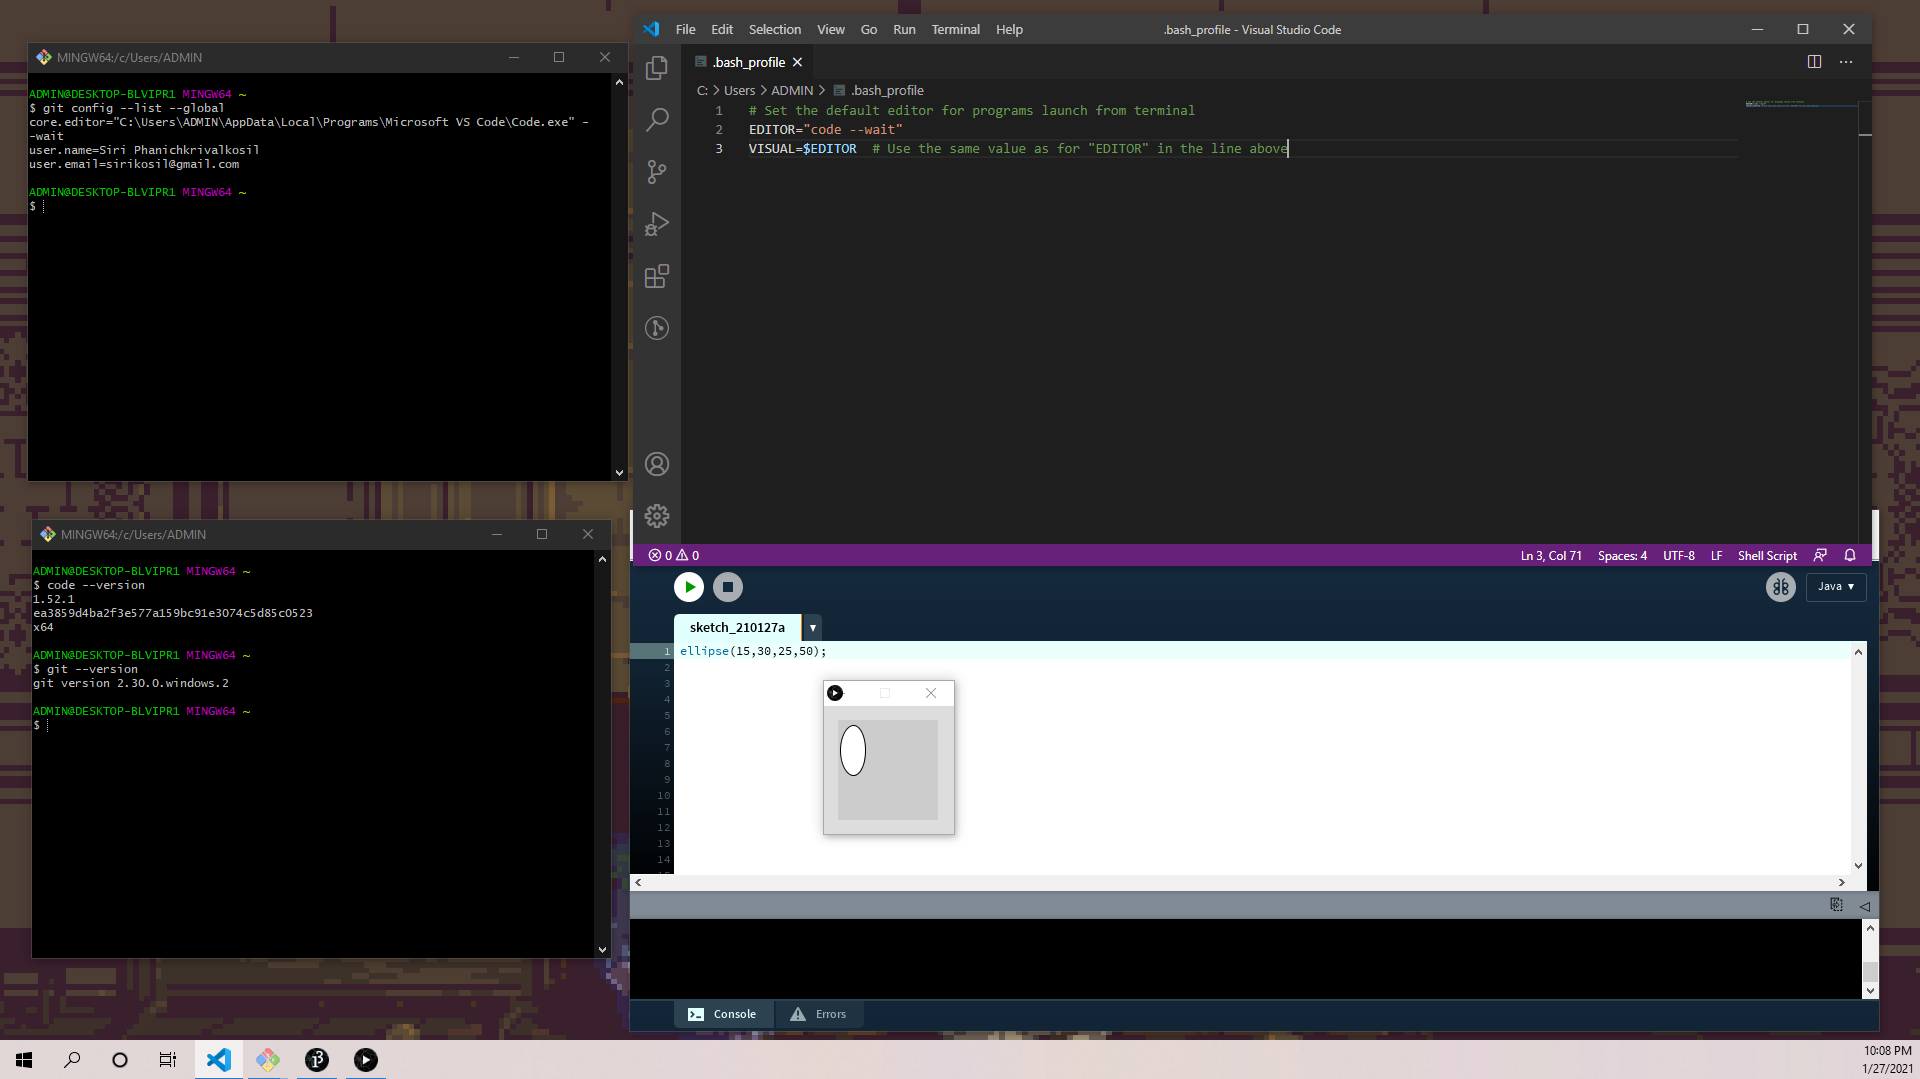 MINGW64:/c/Users/ADMIN
ADMIN@DESKTOP-BLVIPR1 MINGW64 ~
$ git config --list --global
core.editor="C:\Users\ADMIN\AppData\Local\Programs\Microsoft VS Code\Code.exe" -
-wait
user.name=Siri Phanichkrivalkosil
user.email=sirikosil@gmail.com
ADMIN@DESKTOP-BLVIPR1 MINGW64 ~
$
MINGW64:/c/Users/ADMIN
ADMIN@DESKTOP-BLVIPR1 MINGW64 ~
$ code --version
1.52.1
ea3859d4ba2f3e577a159bc91e3074c5d85c0523
x64
ADMIN@DESKTOP-BLVIPR1 MINGW64 ~
$ git --version
git version 2.30.0.windows.2
ADMIN@DESKTOP-BLVIPR1 MINGW64 ~
$
File Edit Selection View Go Run Terminal Help .bash_profile - Visual Studio Code
.bash_profile
C: > Users > ADMIN > .bash_profile
1 # Set the default editor for programs launch from terminal
2 EDITOR="code --wait"
3 VISUAL=$EDITOR # Use the same value as for "EDITOR" in the line above
0 0 Ln 3, Col 71 Spaces: 4 UTF-8 LF Shell Script
Java
sketch_210127a
1 ellipse(15,30,25,50);
2
3
4
5
6
7
8
9
10
11
12
13
14
Console Errors
10:08 PM
1/27/2021